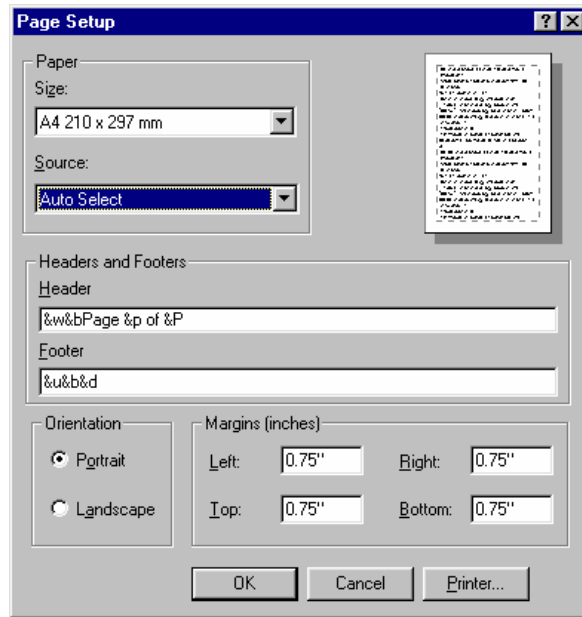 Page Setup
Paper
Size:
A4 210 x 297 mm
Source:
Auto Select
Headers and Footers
Header
&w&bPage &p of &P
Footer
&u&b&d
Orientation
Portrait
Landscape
Margins (inches)
Left: 0.75" Right: 0.75"
Top: 0.75" Bottom: 0.75"
OK Cancel Printer...